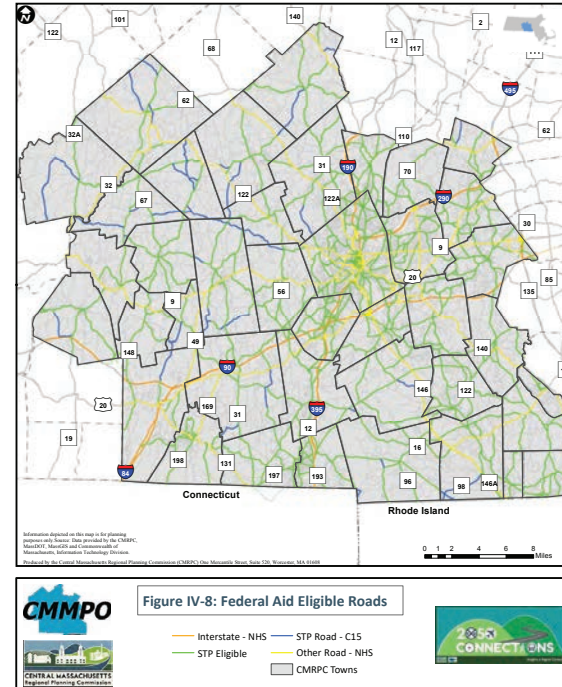 N
140
2
122
101
12
117
68
495
62
62
32A
110
31
190
70
32
290
67
122
122A
30
9
20
85
56
135
9
49
148
140
90
20
169
146
122
31
395
12
19
16
84
198
131
197
193
96
98
146A
Connecticut
Rhode Island
Information depicted on this map is for planning
purposes only. Source: Data provided by the CMRPC,
MassDOT, MassGIS and Commonwealth of
Massachusetts, Information Technology Division.
Produced by the Central Massachusetts Regional Planning Commission (CMRPC) One Mercantile Street, Suite 520, Worcester, MA 01608
0 1 2 4 6 8
Miles
CMMPO
CENTRAL MASSACHUSETTS
Regional Planning Commission
Figure IV-8: Federal Aid Eligible Roads
Interstate - NHS
STP Road - C15
STP Eligible
Other Road - NHS
CMRPC Towns
2050
CONNECTIONS